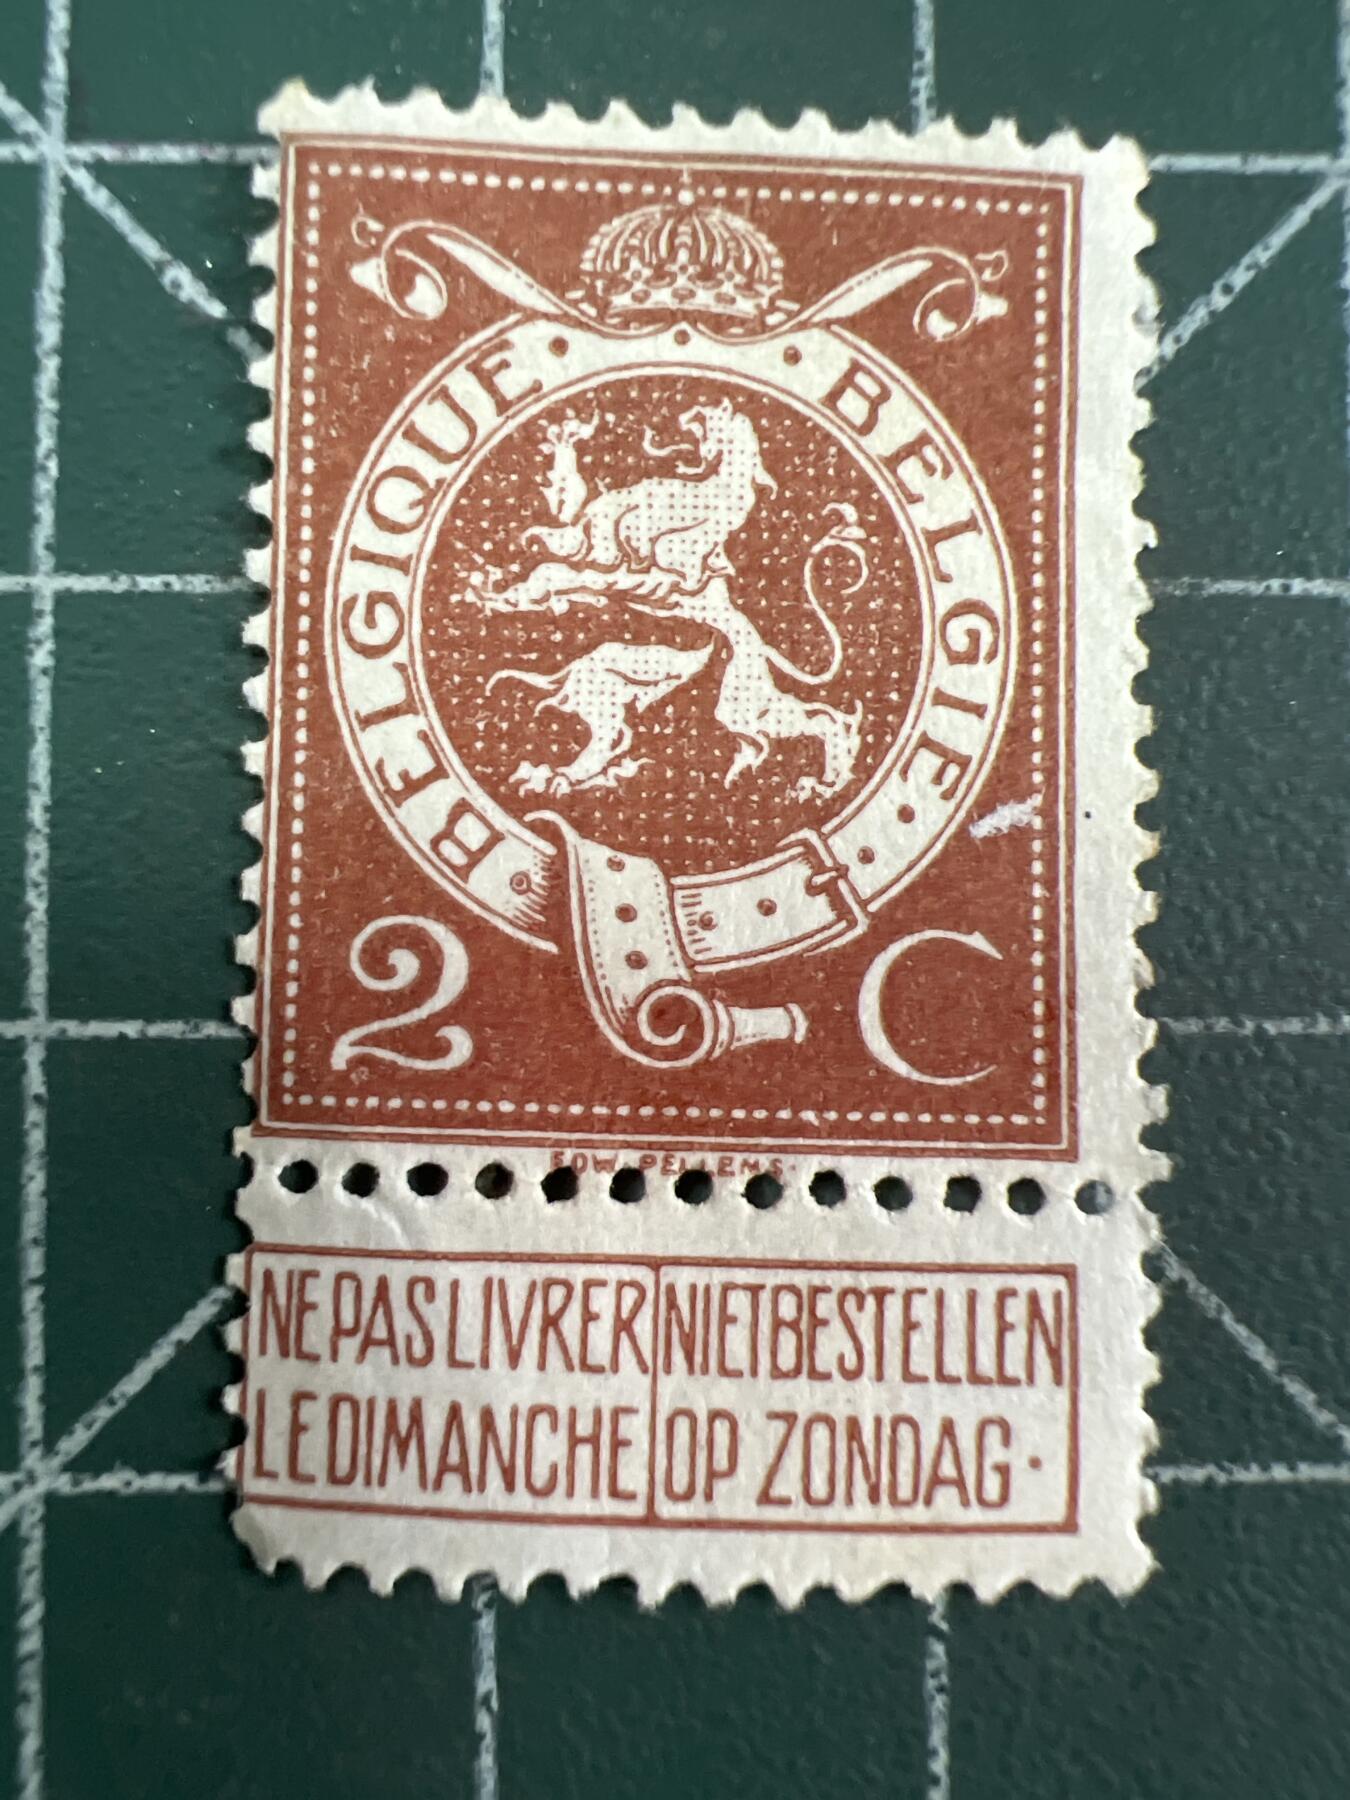 BELGIQUE · BELGIE
2 C
EDW. PELLENS.
NE PAS LIVRER NIET BESTELLEN
LE DIMANCHE OP ZONDAG·